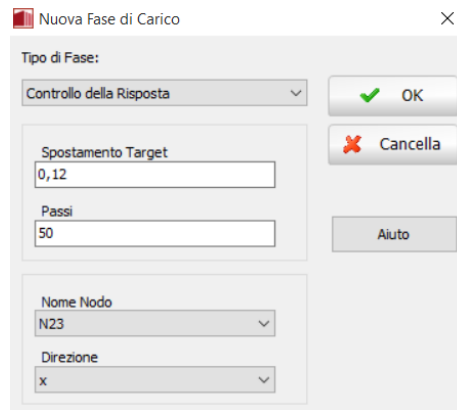 Nuova Fase di Carico
Tipo di Fase:
Controllo della Risposta
OK
Cancella
Spostamento Target
0,12
Passi
50
Aiuto
Nome Nodo
N23
Direzione
x